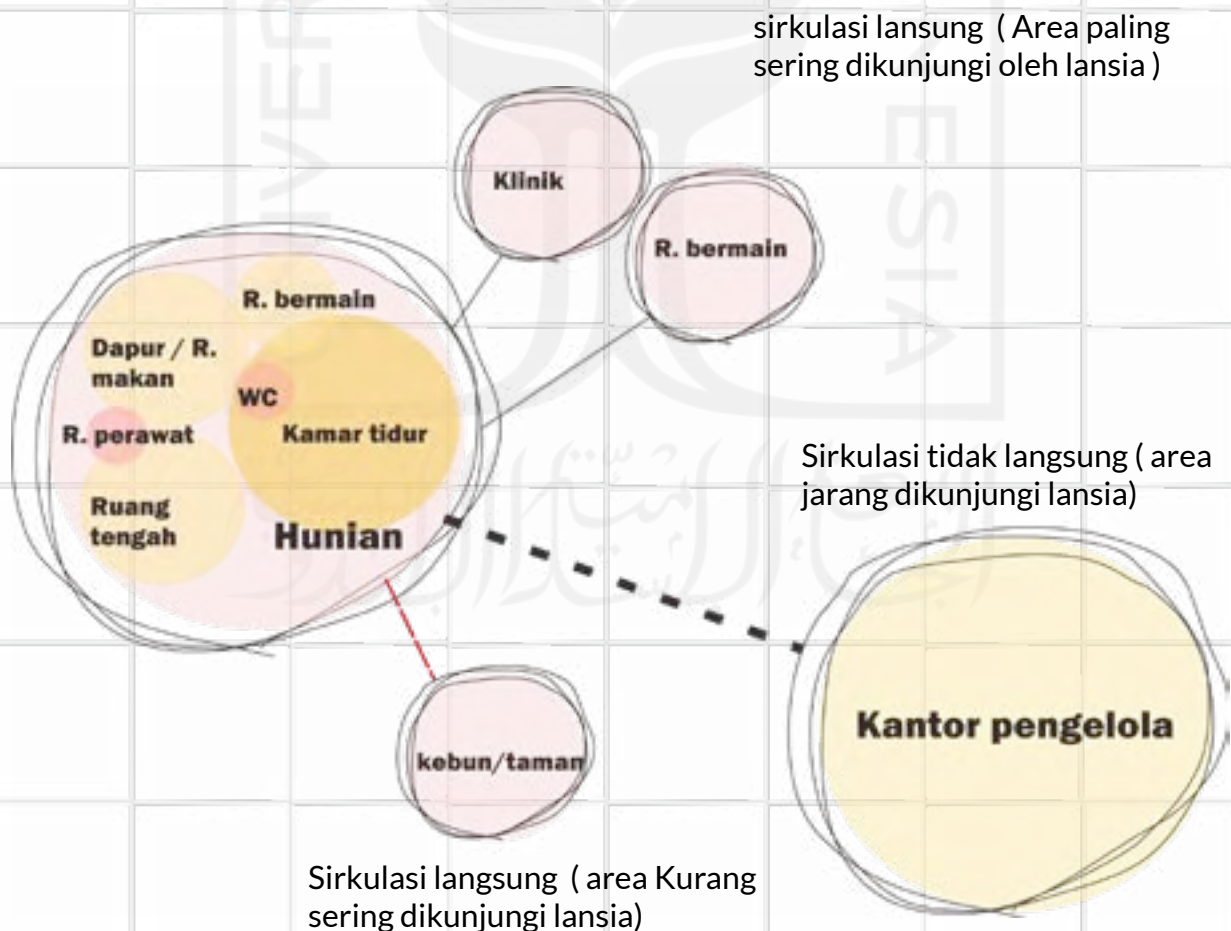 sirkulasi lansung ( Area paling
sering dikunjungi oleh lansia )
Klinik
R. bermain
R. bermain
Dapur / R.
makan
WC
R. perawat
Kamar tidur
Ruang
tengah
Hunian
Sirkulasi tidak langsung ( area
jarang dikunjungi lansia)
Kantor pengelola
kebun/taman
Sirkulasi langsung ( area Kurang
sering dikunjungi lansia)